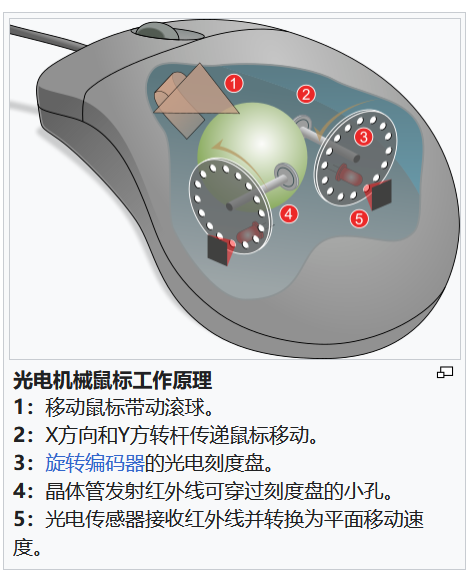 1
2
3
4
5
光电机械鼠标工作原理
1：移动鼠标带动滚球。
2：X方向和Y方转杆传递鼠标移动。
3：旋转编码器的光电刻度盘。
4：晶体管发射红外线可穿过刻度盘的小孔。
5：光电传感器接收红外线并转换为平面移动速
度。